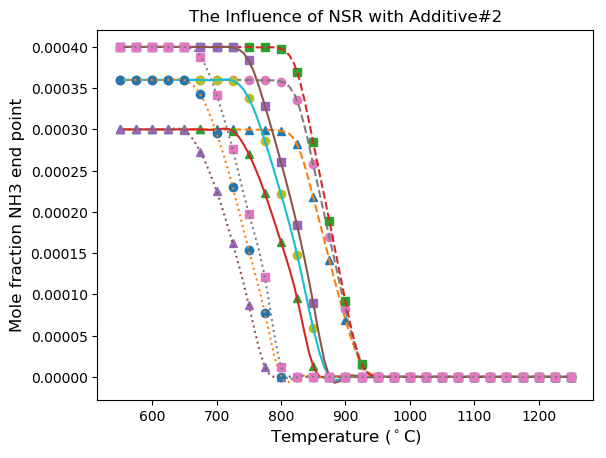 The Influence of NSR with Additive#2
Mole fraction NH3 end point
0.00040
0.00035
0.00030
0.00025
0.00020
0.00015
0.00010
0.00005
0.00000
600 700 800 900 1000 1100 1200
Temperature (°C)